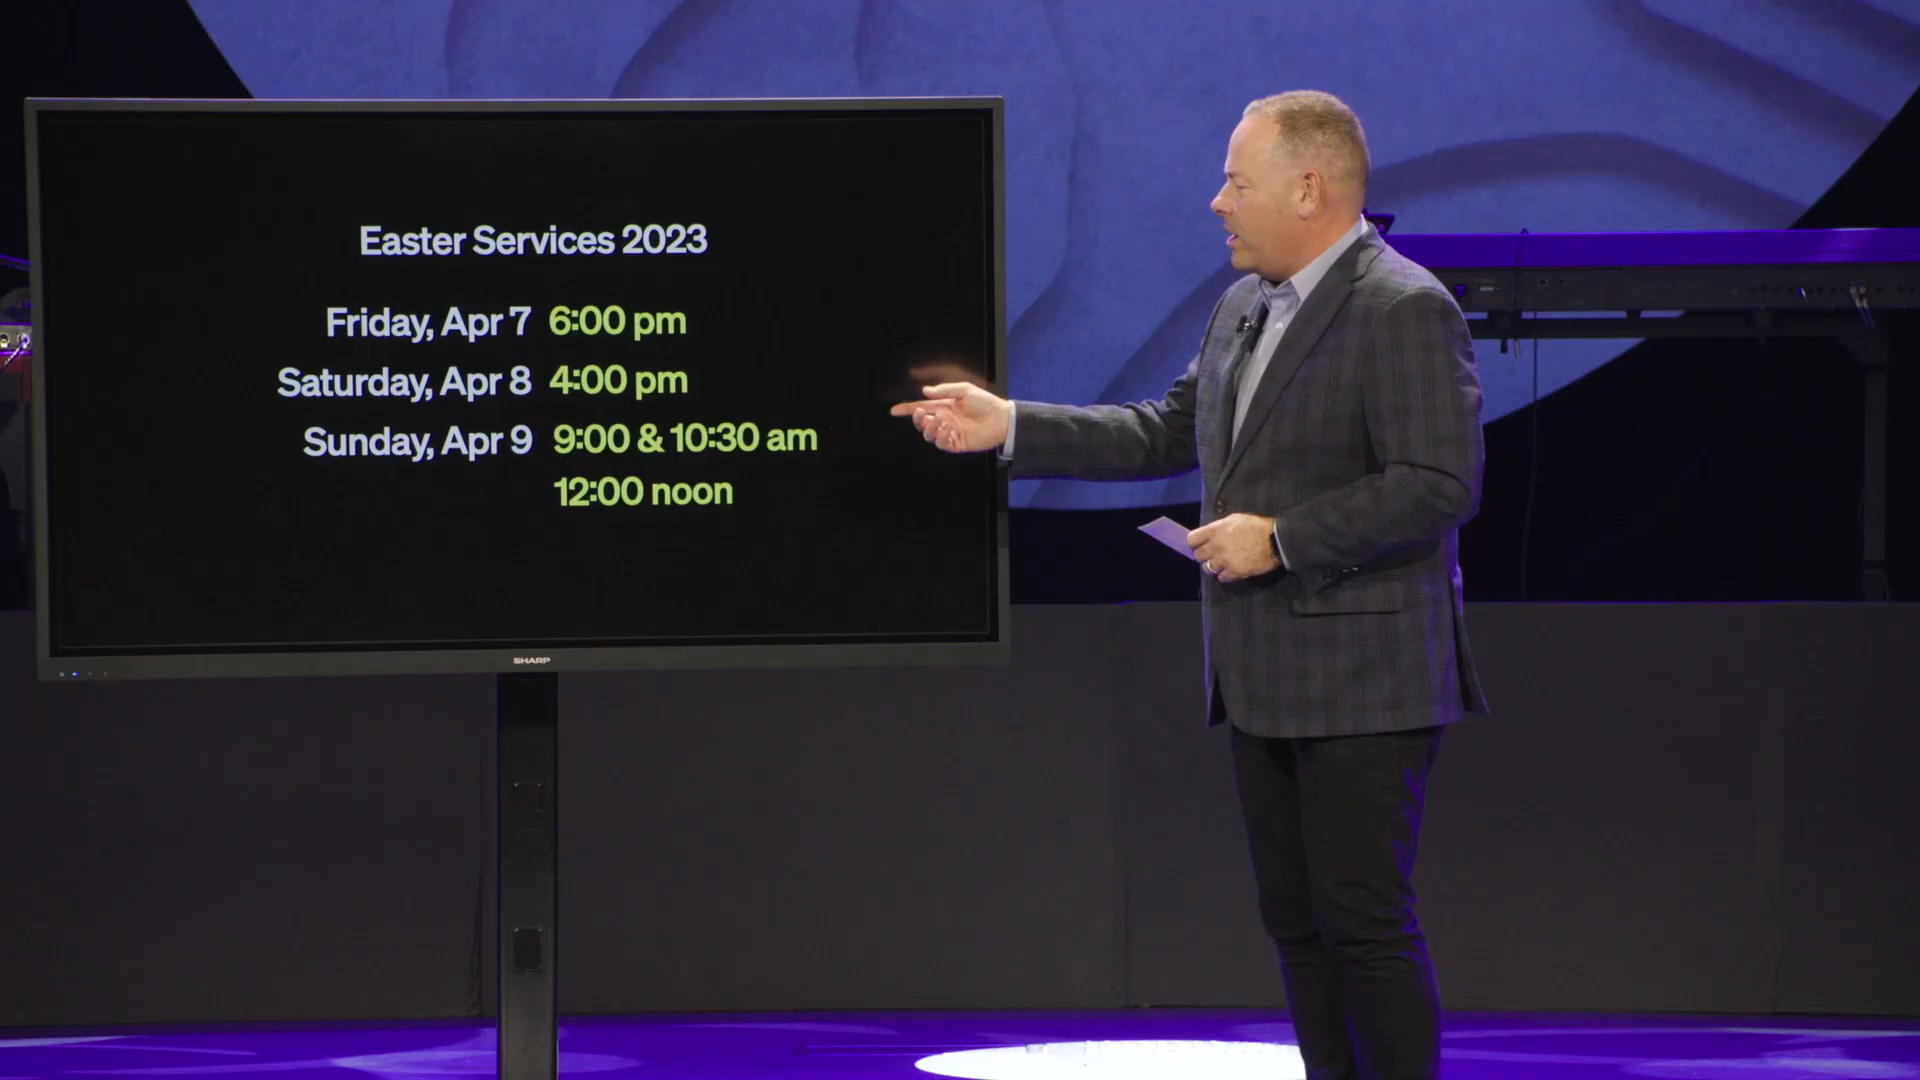 Easter Services 2023
Friday, Apr 7 6:00 pm
Saturday, Apr 8 4:00 pm
Sunday, Apr 9 9:00 & 10:30 am
12:00 noon
SHARP